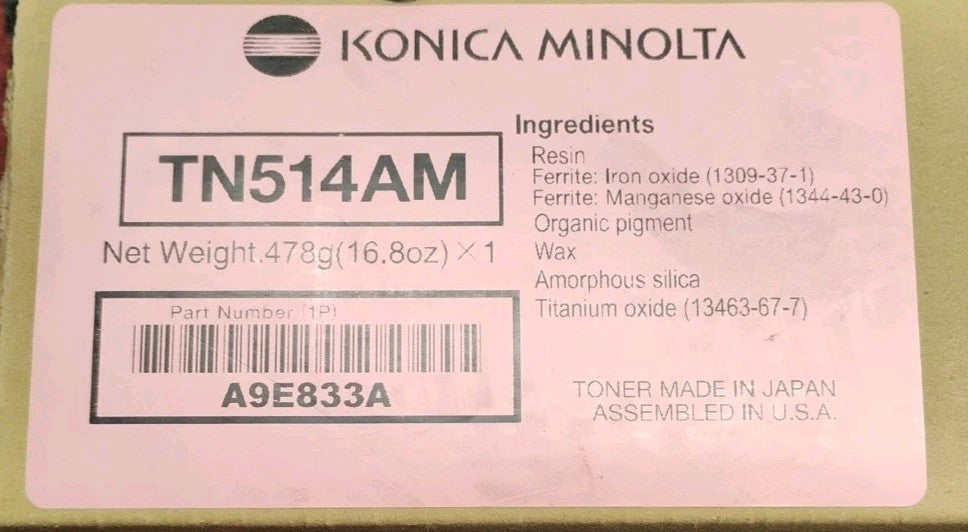 KONICA MINOLTA
TN514AM
Net Weight.478g(16.8oz)×1
Part Number (1P)
A9E833A
Ingredients
Resin
Ferrite: Iron oxide (1309-37-1)
Ferrite: Manganese oxide (1344-43-0)
Organic pigment
Wax
Amorphous silica
Titanium oxide (13463-67-7)
TONER MADE IN JAPAN
ASSEMBLED IN U.S.A.